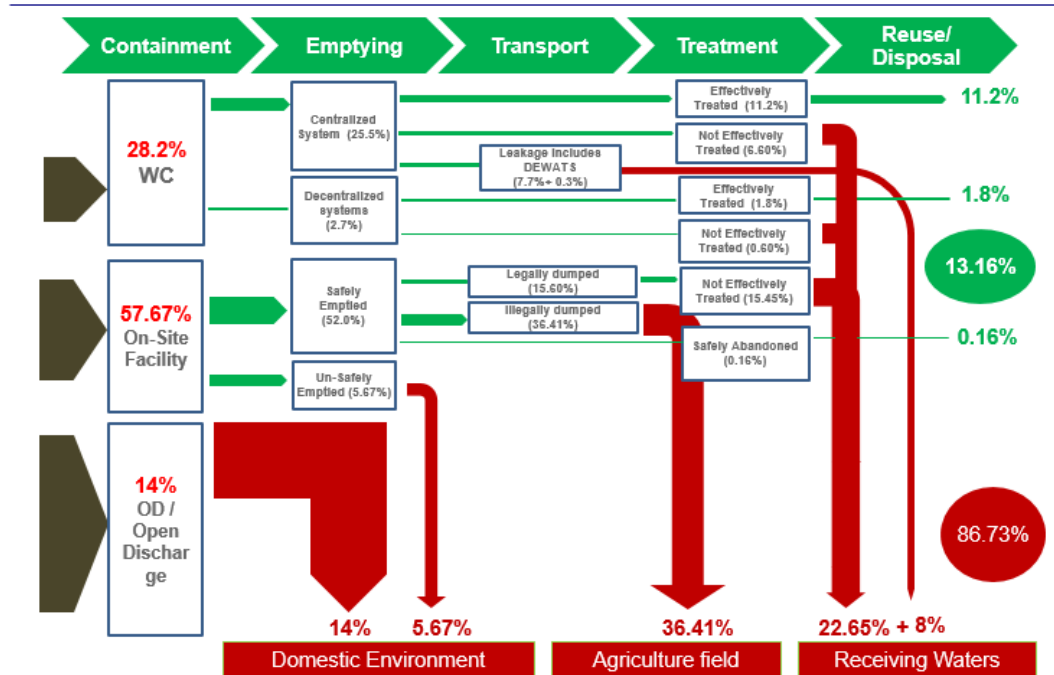 Containment
Emptying
Transport
Treatment
Reuse/
Disposal
28.2%
WC
Centralized
System (25.5%)
Decentralized
systems
(2.7%)
Leakage includes
DEWATS
(7.7%+ 0.3%)
Effectively
Treated (11.2%)
Not Effectively
Treated (6.60%)
Effectively
Treated (1.8%)
Not Effectively
Treated (0.60%)
11.2%
1.8%
13.16%
57.67%
On-Site
Facility
Safely
Emptied
(52.0%)
Un-Safely
Emptied (5.67%)
Legally dumped
(15.60%)
Illegally dumped
(36.41%)
Not Effectively
Treated (15.45%)
Safely Abandoned
(0.16%)
0.16%
14%
OD /
Open
Dischar
ge
86.73%
14%
5.67%
36.41%
22.65% + 8%
Domestic Environment
Agriculture field
Receiving Waters